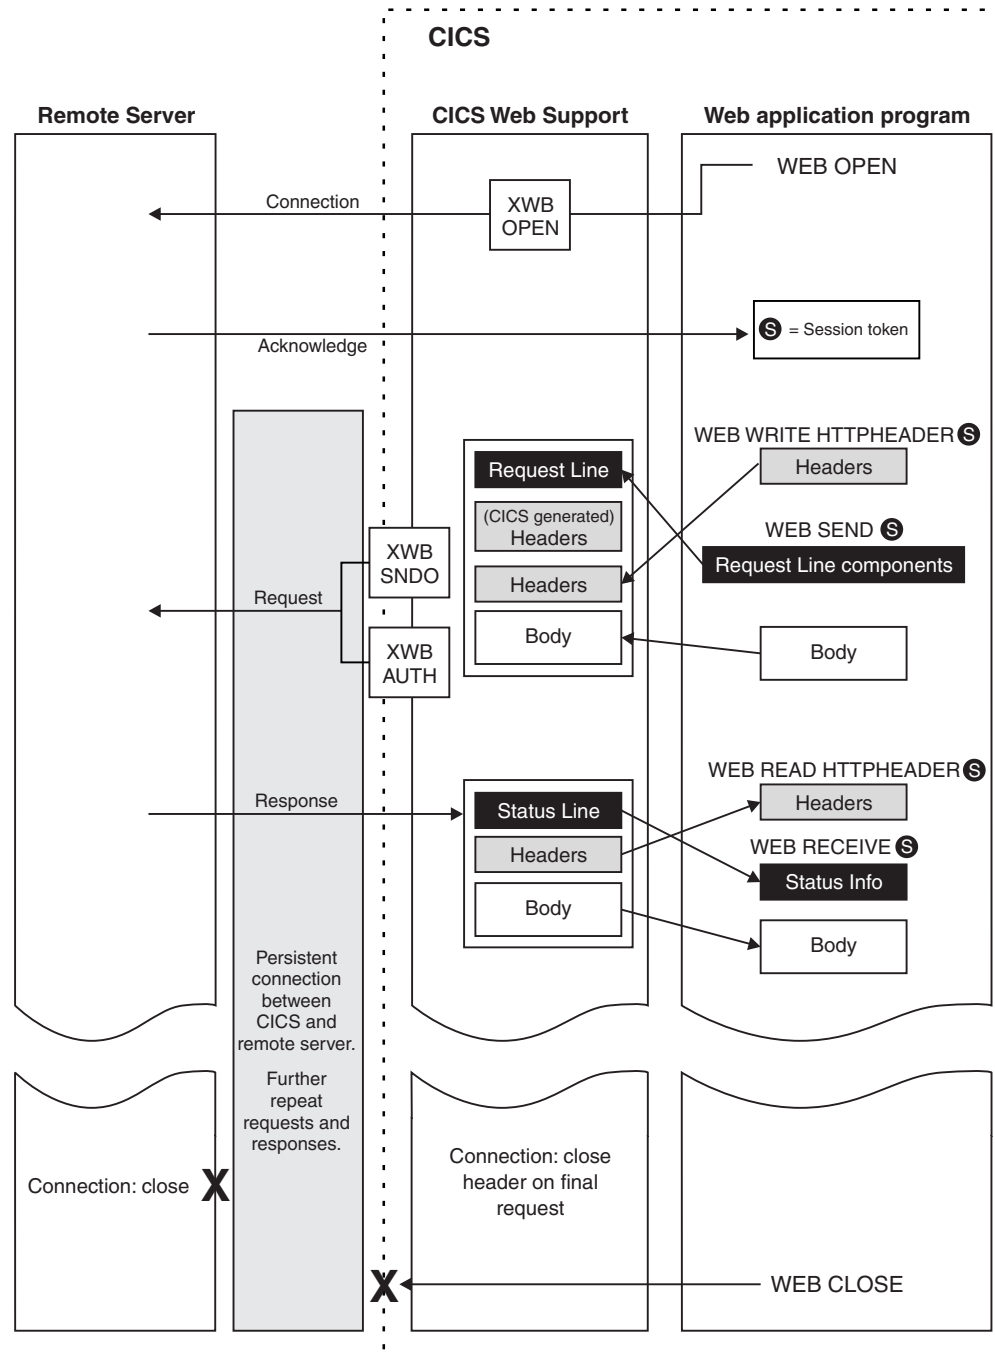 CICS
Remote Server
CICS Web Support
Web application program
WEB OPEN
Connection
XWB
OPEN
S = Session token
Acknowledge
WEB WRITE HTTPHEADER S
Headers
Request Line
(CICS generated)
Headers
WEB SEND S
Request Line components
XWB
SNDO
Headers
Request
Body
Body
XWB
AUTH
WEB READ HTTPHEADER S
Headers
Response
Status Line
WEB RECEIVE S
Headers
Status Info
Body
Body
Persistent
connection
between
CICS and
remote server.
Further
repeat
requests and
responses.
Connection: close
header on final
request
Connection: close X
X
WEB CLOSE